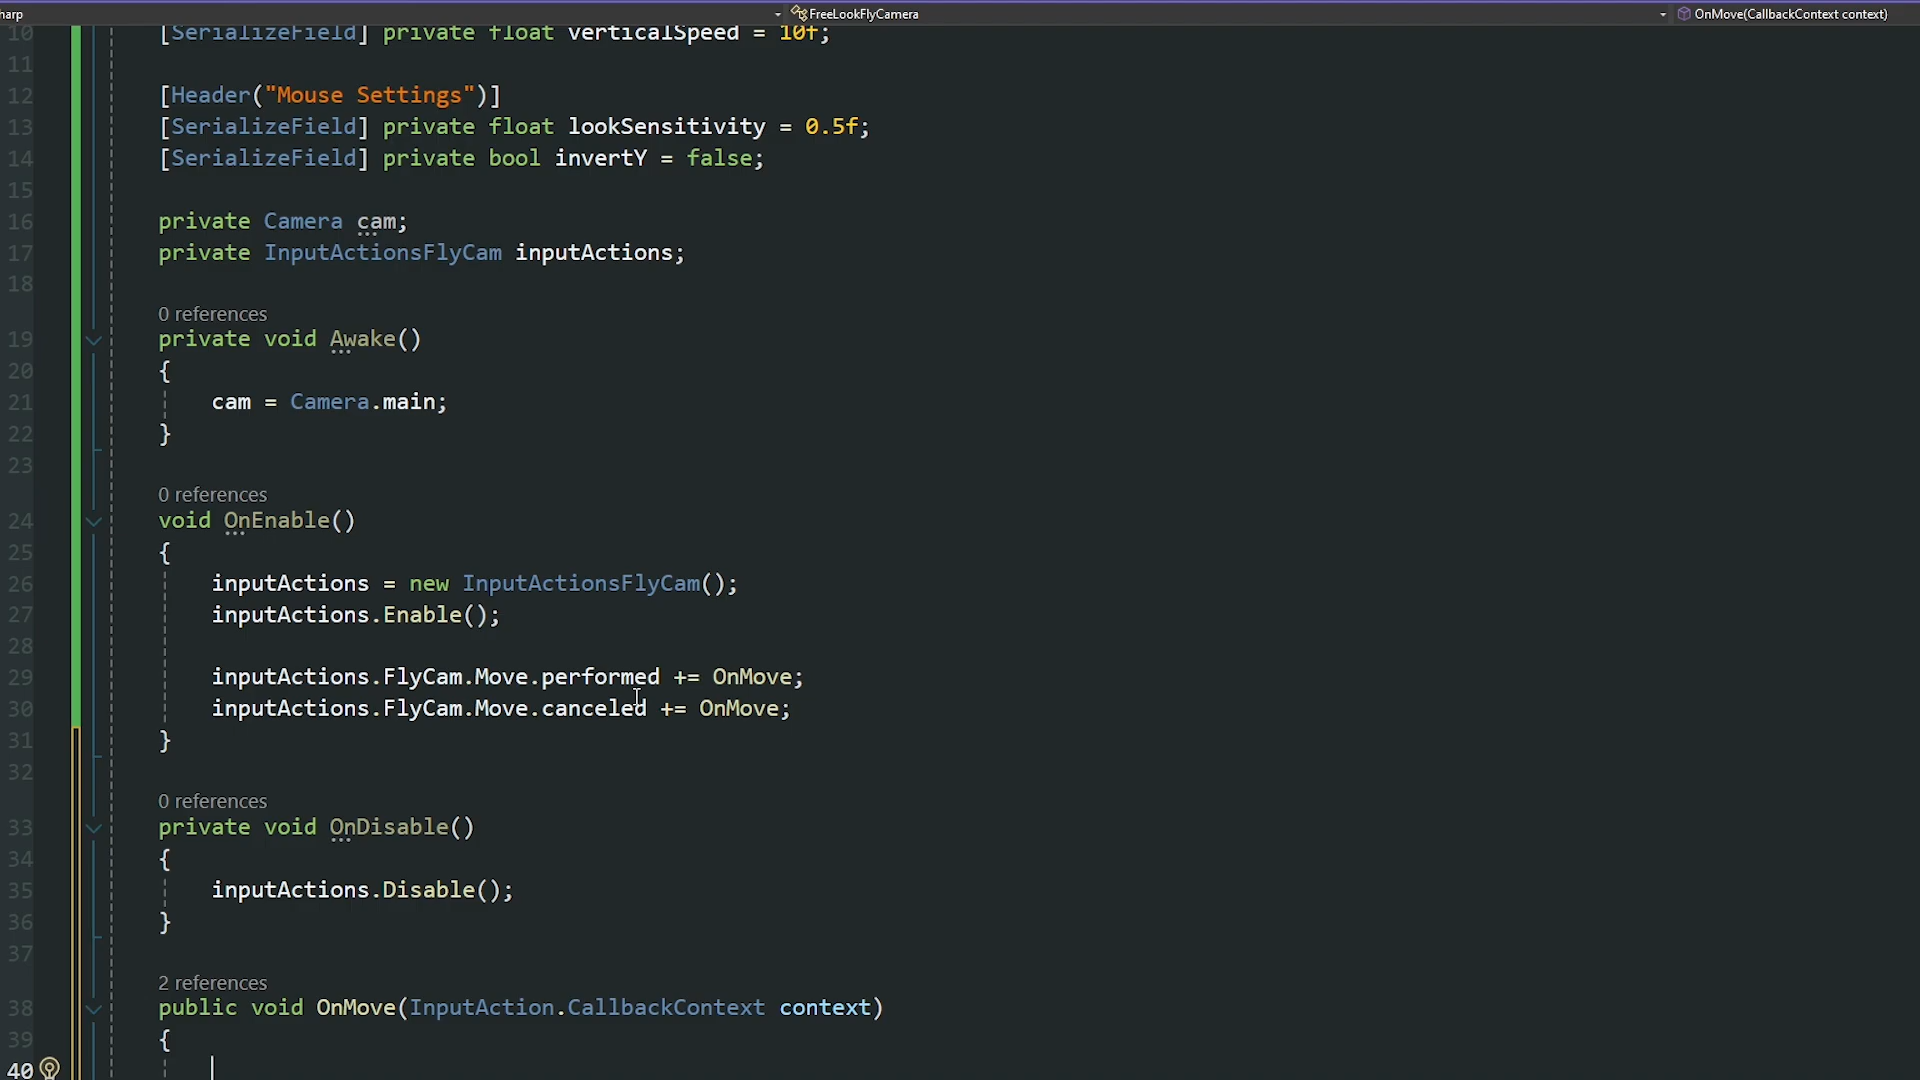 harp FreeLookFlyCamera OnMove(CallbackContext context)
10 [SerializeField] private float verticalSpeed = 10f;
11
12 [Header("Mouse Settings")]
13 [SerializeField] private float lookSensitivity = 0.5f;
14 [SerializeField] private bool invertY = false;
15
16 private Camera cam;
17 private InputActionsFlyCam inputActions;
18
0 references
19 private void Awake()
20 {
21 cam = Camera.main;
22 }
23
0 references
24 void OnEnable()
25 {
26 inputActions = new InputActionsFlyCam();
27 inputActions.Enable();
28
29 inputActions.FlyCam.Move.performed += OnMove;
30 inputActions.FlyCam.Move.canceled += OnMove;
31 }
32
0 references
33 private void OnDisable()
34 {
35 inputActions.Disable();
36 }
37
2 references
38 public void OnMove(InputAction.CallbackContext context)
39 {
40